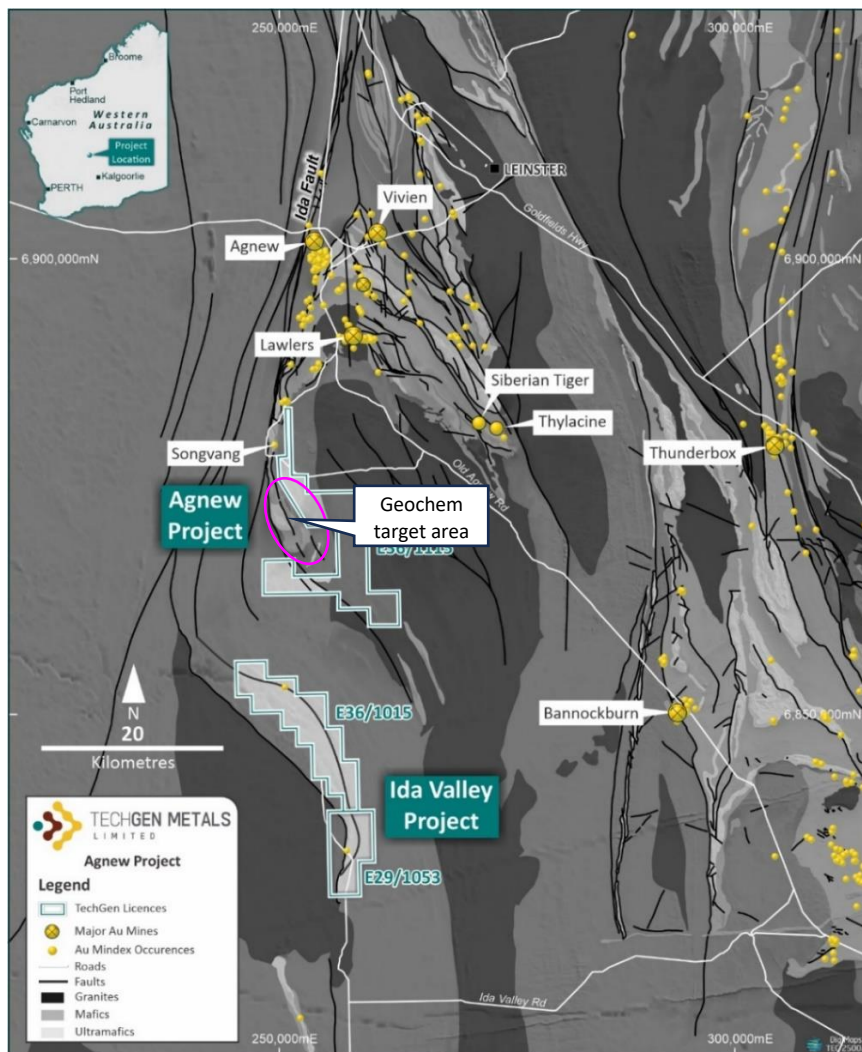 250,000mE
300,000mE
Broome
Port
Hedland
Western
Australia
Carnarvon
Project
Location
PERTH
Kalgoorlie
Ida Fault
LEINSTER
Vivien
Goldfields Hwy
Agnew
6,900,000mN
6,900,000mN
Lawlers
Siberian Tiger
Thylacine
Songvang
Thunderbox
Old Agnew Rd
Agnew
Project
Geochem
target area
E36/1015
Bannockburn
N
20
Kilometres
Ida Valley
Project
E29/1053
TECHGEN METALS
LIMITED
Agnew Project
Legend
TechGen Licences
Major Au Mines
Au Mindex Occurences
Roads
Faults
Granites
Mafics
Ultramafics
Ida Valley Rd
250,000mE
300,000mE